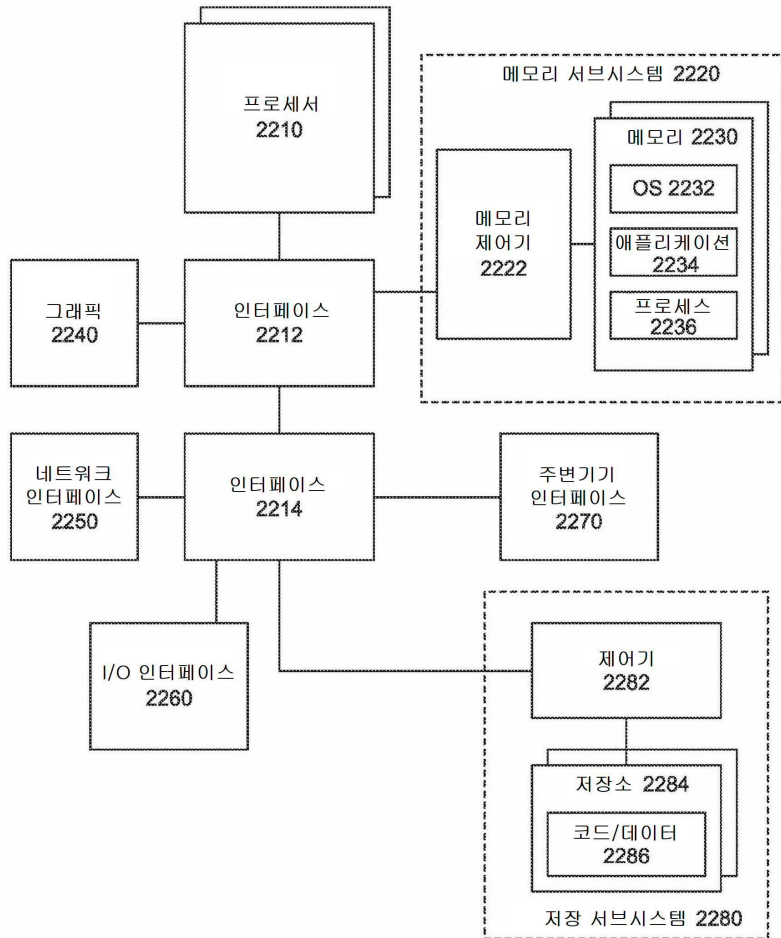 프로세서
2210
메모리 서브시스템 2220
메모리 2230
OS 2232
애플리케이션
2234
프로세스
2236
메모리
제어기
2222
그래픽
2240
인터페이스
2212
네트워크
인터페이스
2250
인터페이스
2214
주변기기
인터페이스
2270
I/O 인터페이스
2260
제어기
2282
저장소 2284
코드/데이터
2286
저장 서브시스템 2280